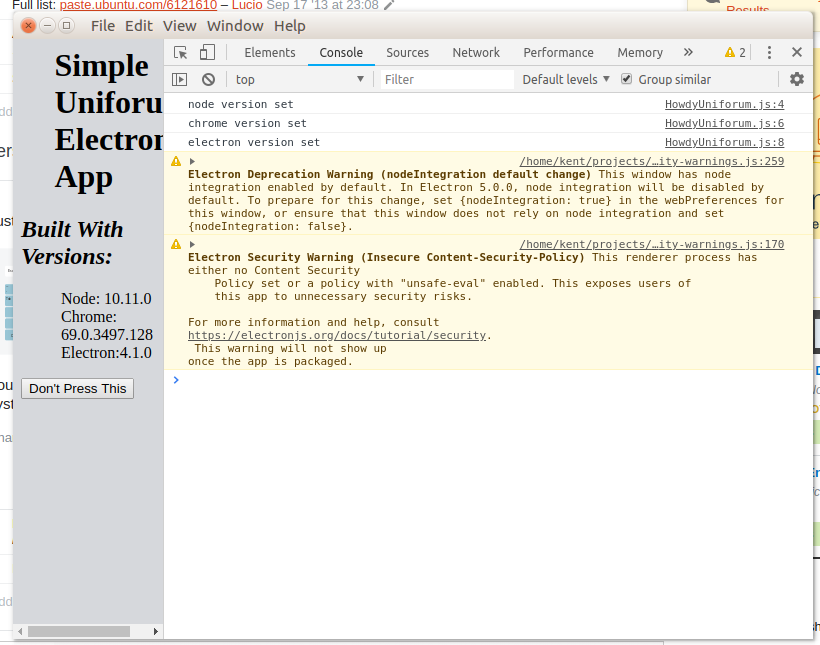 Full list: paste.ubuntu.com/6121610 – Lucio Sep 17 '13 at 23:08
Results
File Edit View Window Help
Simple
Uniforu
Electron
App
Built With
Versions:
Node: 10.11.0
Chrome:
69.0.3497.128
Electron:4.1.0
Don't Press This
Elements Console Sources Network Performance Memory » 2
top Filter Default levels Group similar
node version set HowdyUniforum.js:4
chrome version set HowdyUniforum.js:6
electron version set HowdyUniforum.js:8
/home/kent/projects/…ity-warnings.js:259
Electron Deprecation Warning (nodeIntegration default change) This window has node
integration enabled by default. In Electron 5.0.0, node integration will be disabled by
default. To prepare for this change, set {nodeIntegration: true} in the webPreferences for
this window, or ensure that this window does not rely on node integration and set
{nodeIntegration: false}.
/home/kent/projects/…ity-warnings.js:170
Electron Security Warning (Insecure Content-Security-Policy) This renderer process has
either no Content Security
Policy set or a policy with "unsafe-eval" enabled. This exposes users of
this app to unnecessary security risks.
For more information and help, consult
https://electronjs.org/docs/tutorial/security.
This warning will not show up
once the app is packaged.